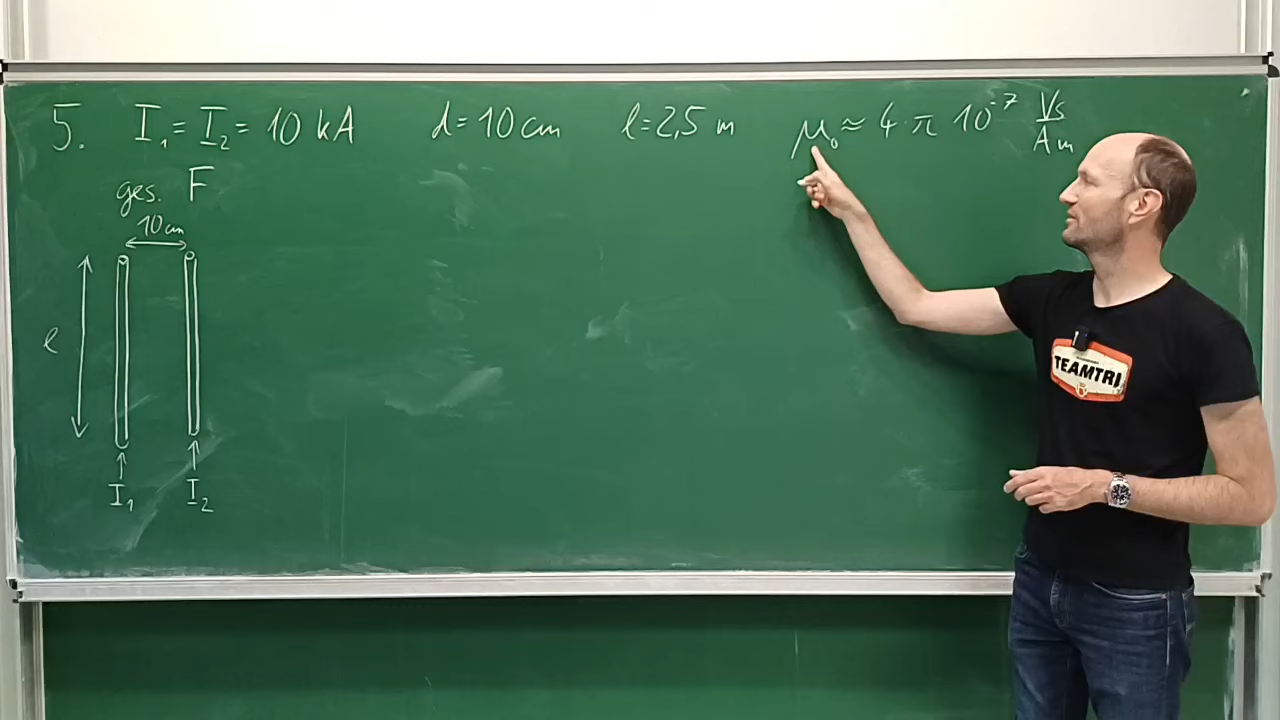 5. I₁ = I₂ = 10 kA d = 10 cm l = 2,5 m μ₀ ≈ 4 · π 10⁻⁷ Vs/Am
ges. F
10 cm
l
I₁ I₂
TEAMTRI